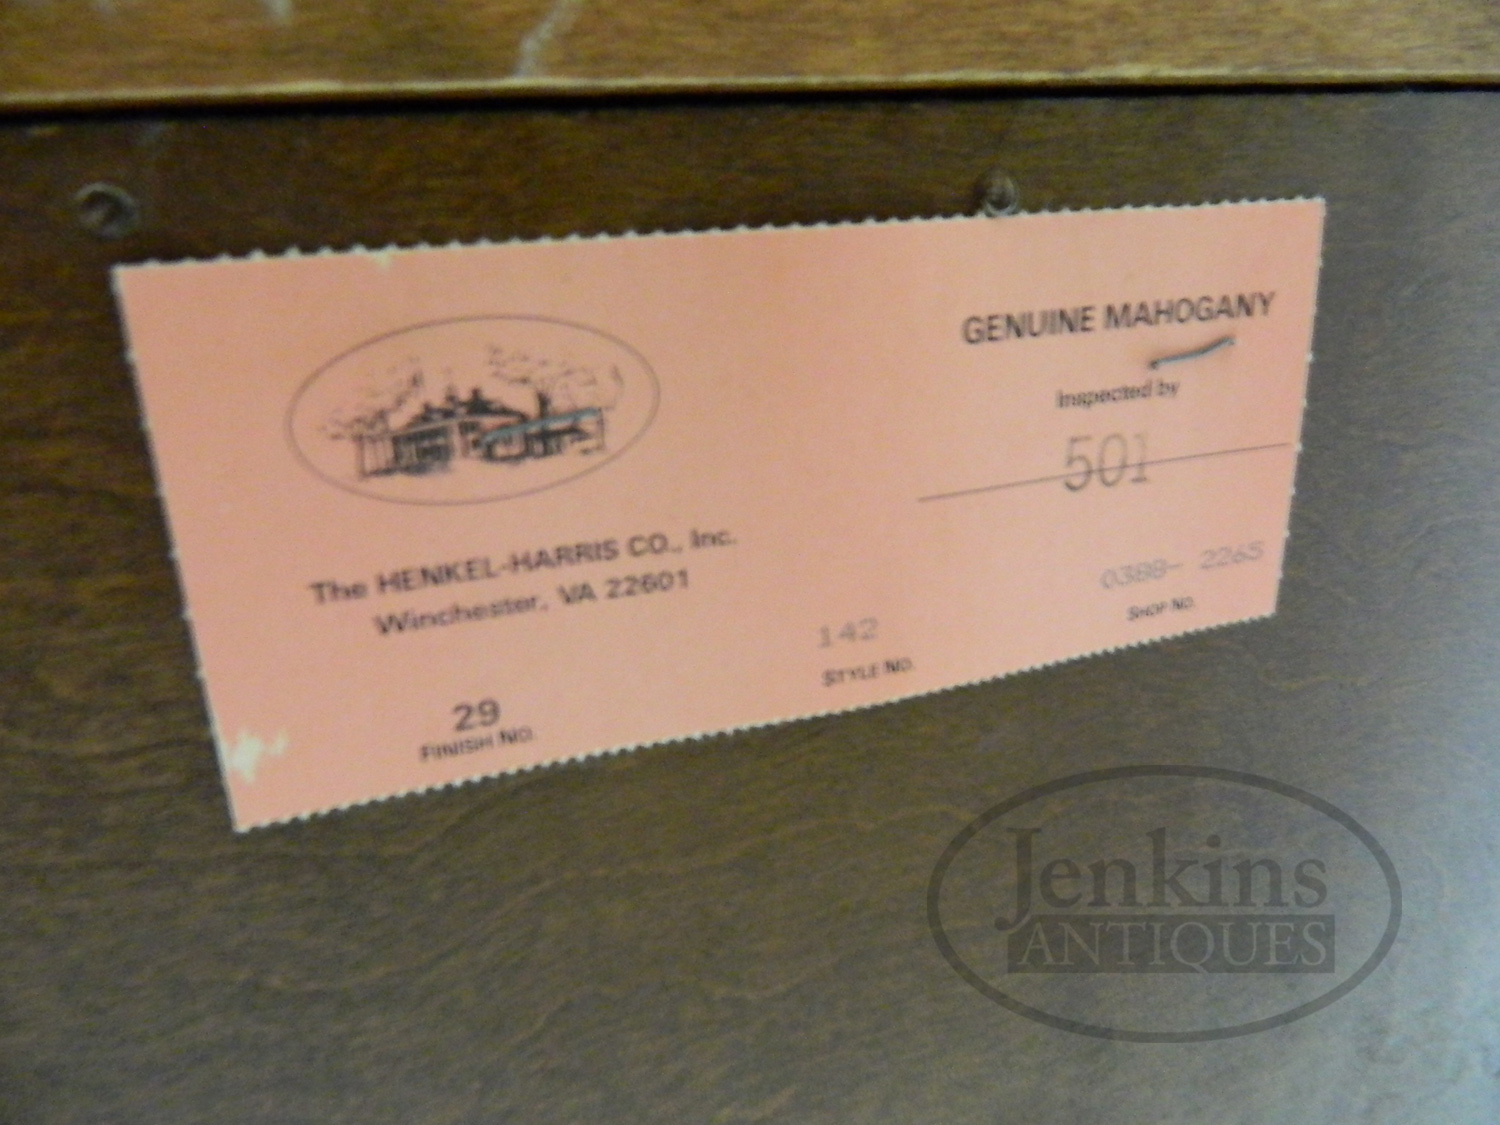 GENUINE MAHOGANY
Inspected by
501
The HENKEL-HARRIS CO., Inc.
Winchester, VA 22601
29
FINISH NO.
142
STYLE NO.
0388- 2265
SHOP NO.
Jenkins
ANTIQUES